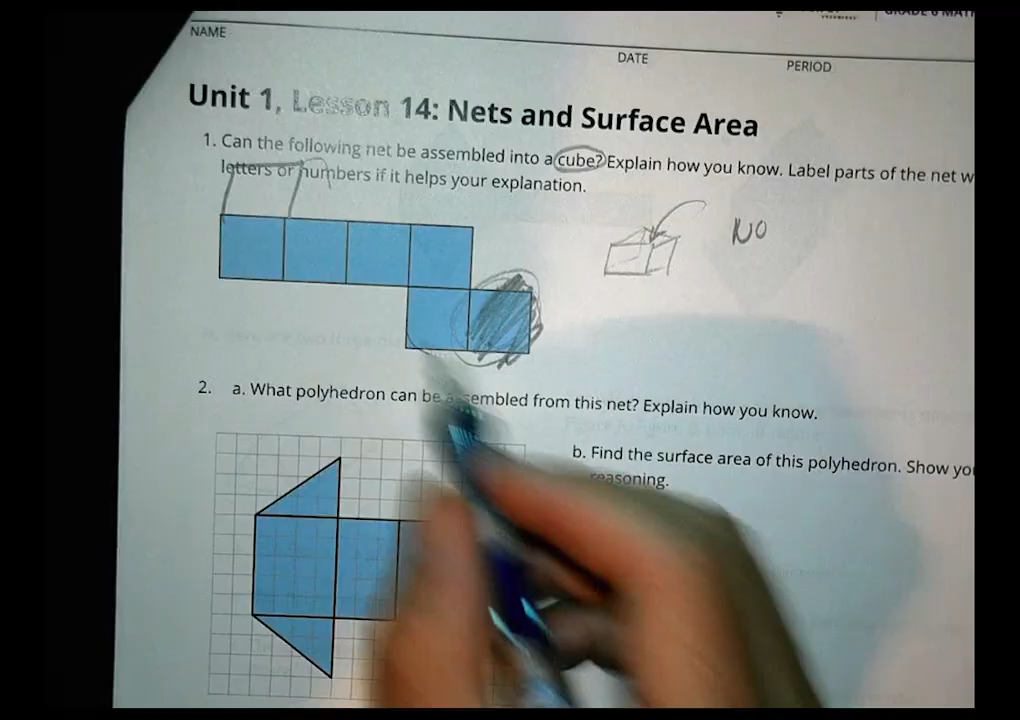 NAME
DATE
PERIOD
Unit 1, Lesson 14: Nets and Surface Area
1. Can the following net be assembled into a cube? Explain how you know. Label parts of the net w
letters or numbers if it helps your explanation.
NO
2. a. What polyhedron can be assembled from this net? Explain how you know.
b. Find the surface area of this polyhedron. Show yo
reasoning.